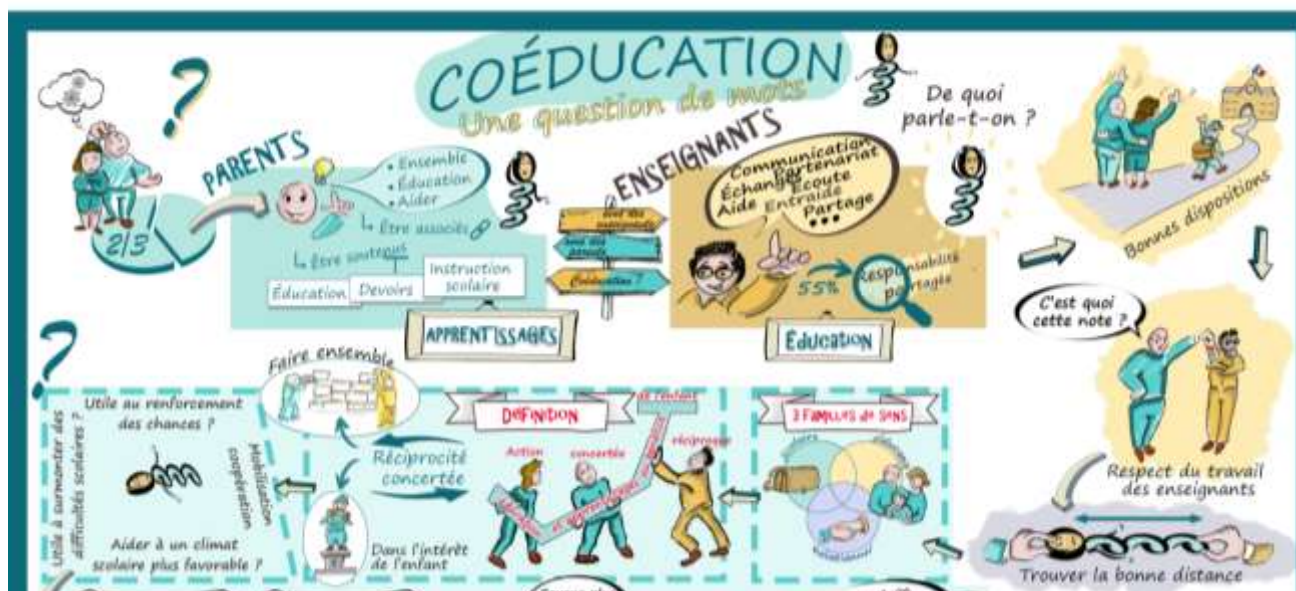 COÉDUCATION
Une question de mots
?
2/3
PARENTS
• Ensemble
• Éducation
• Aider
Être associés
Être soutenus
Éducation
Devoirs
Instruction
scolaire
APPRENTISSAGES
ENSEIGNANTS
Coéducation ?
Communication
Partenariat
Échange
Écoute
Aide
Entraide
Partage
•••
55%
Responsabilité
partagée
Éducation
De quoi
parle-t-on ?
Bonnes dispositions
C'est quoi
cette note ?
Respect du travail
des enseignants
Trouver la bonne distance
3 FAMILLES de SENS
DÉFINITION
Action
concertée
réciproque
de l'enfant
Faire ensemble
Réciprocité
concertée
Dans l'intérêt
de l'enfant
Mobilisation
coopération
?
Utile à surmonter des
difficultés scolaires ?
Utile au renforcement
des chances ?
Aider à un climat
scolaire plus favorable ?